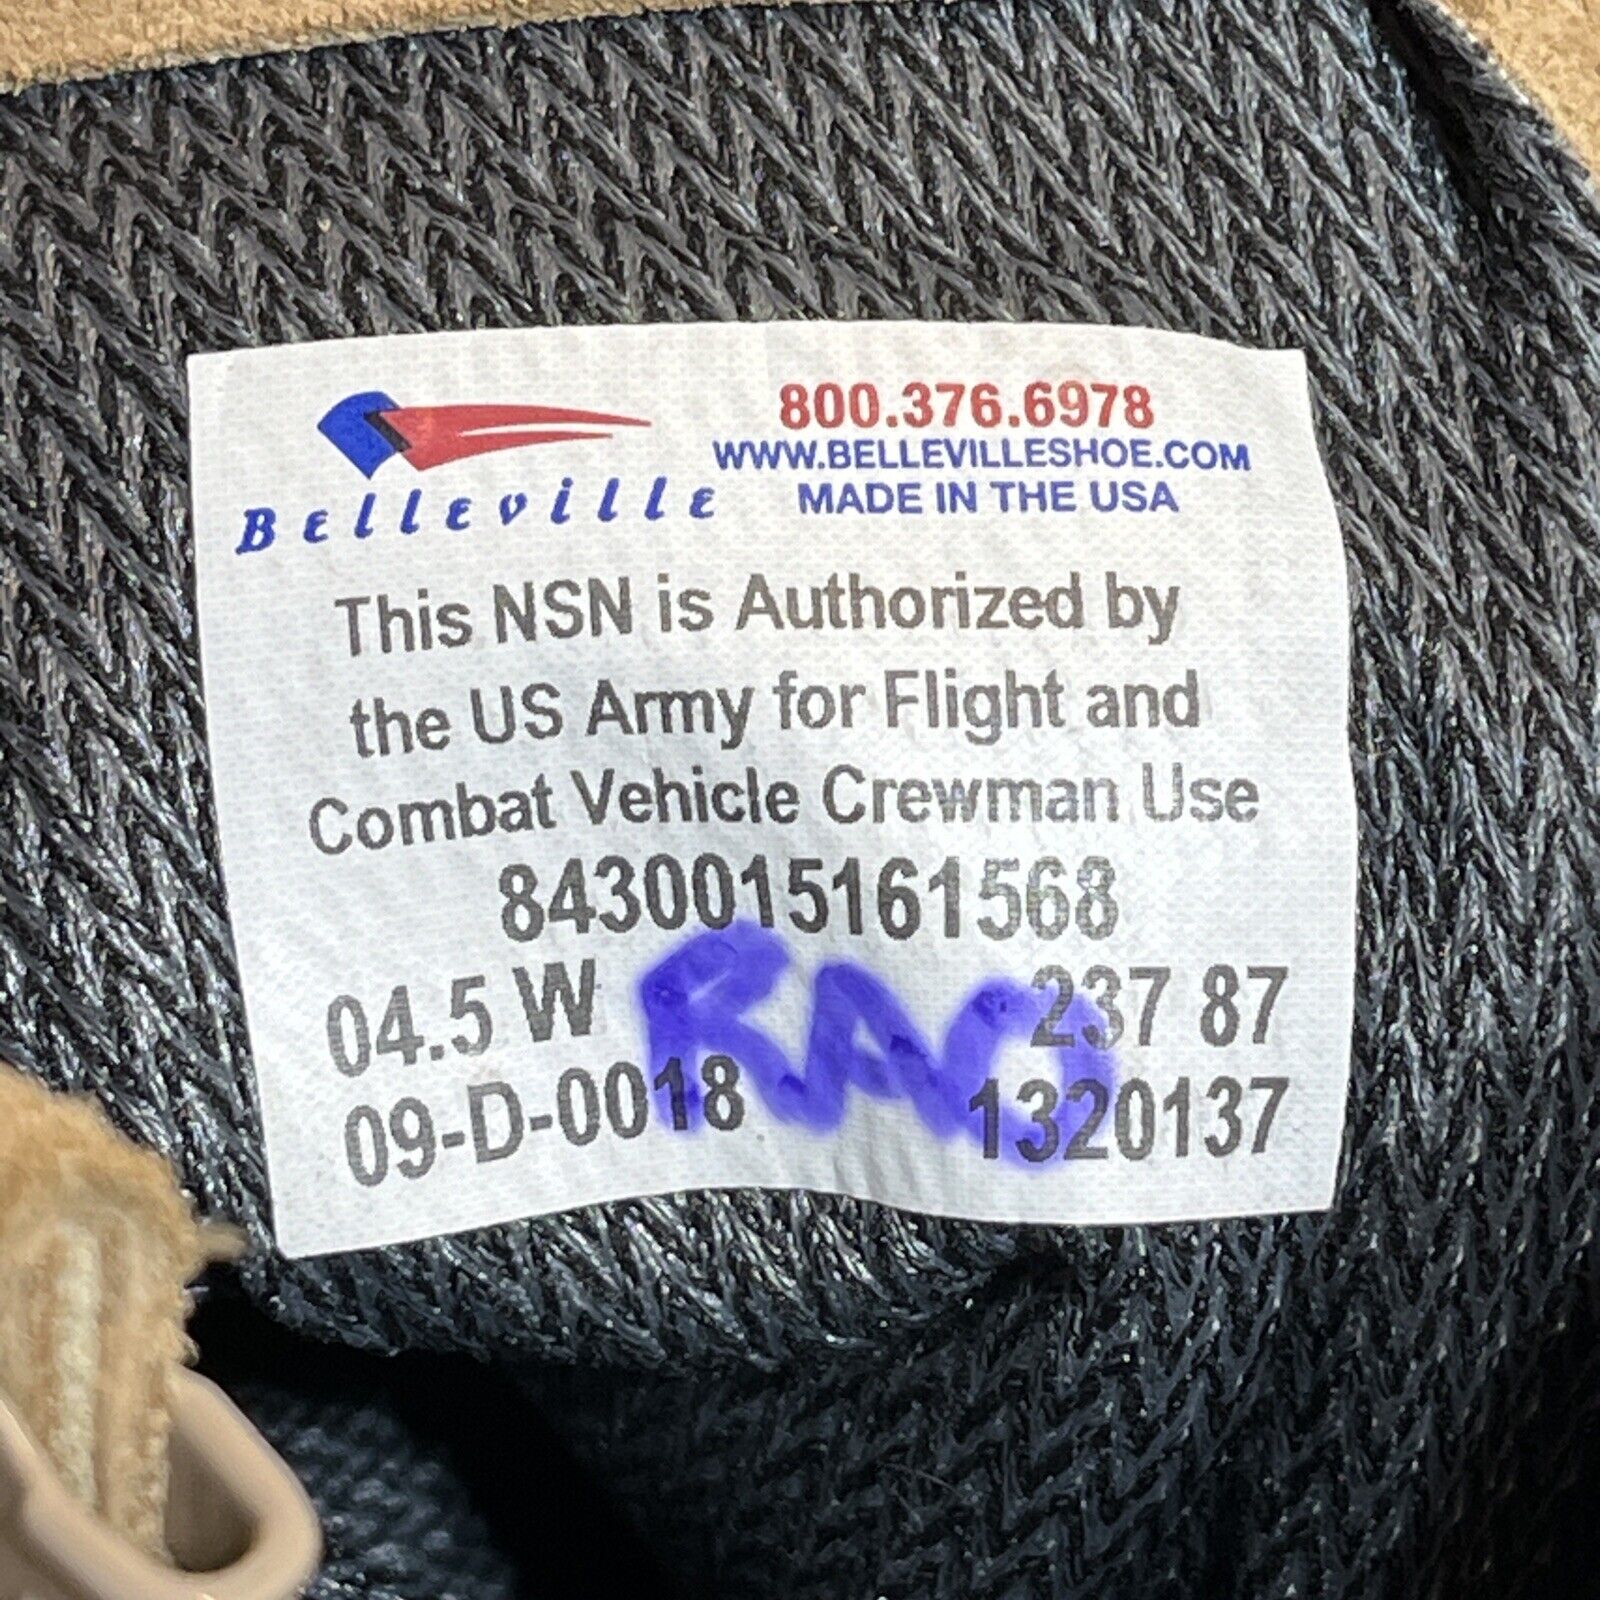 Belleville
800.376.6978
WWW.BELLEVILLESHOE.COM
MADE IN THE USA
This NSN is Authorized by
the US Army for Flight and
Combat Vehicle Crewman Use
8430015161568
04.5 W 237 87
RAO
09-D-0018 1320137